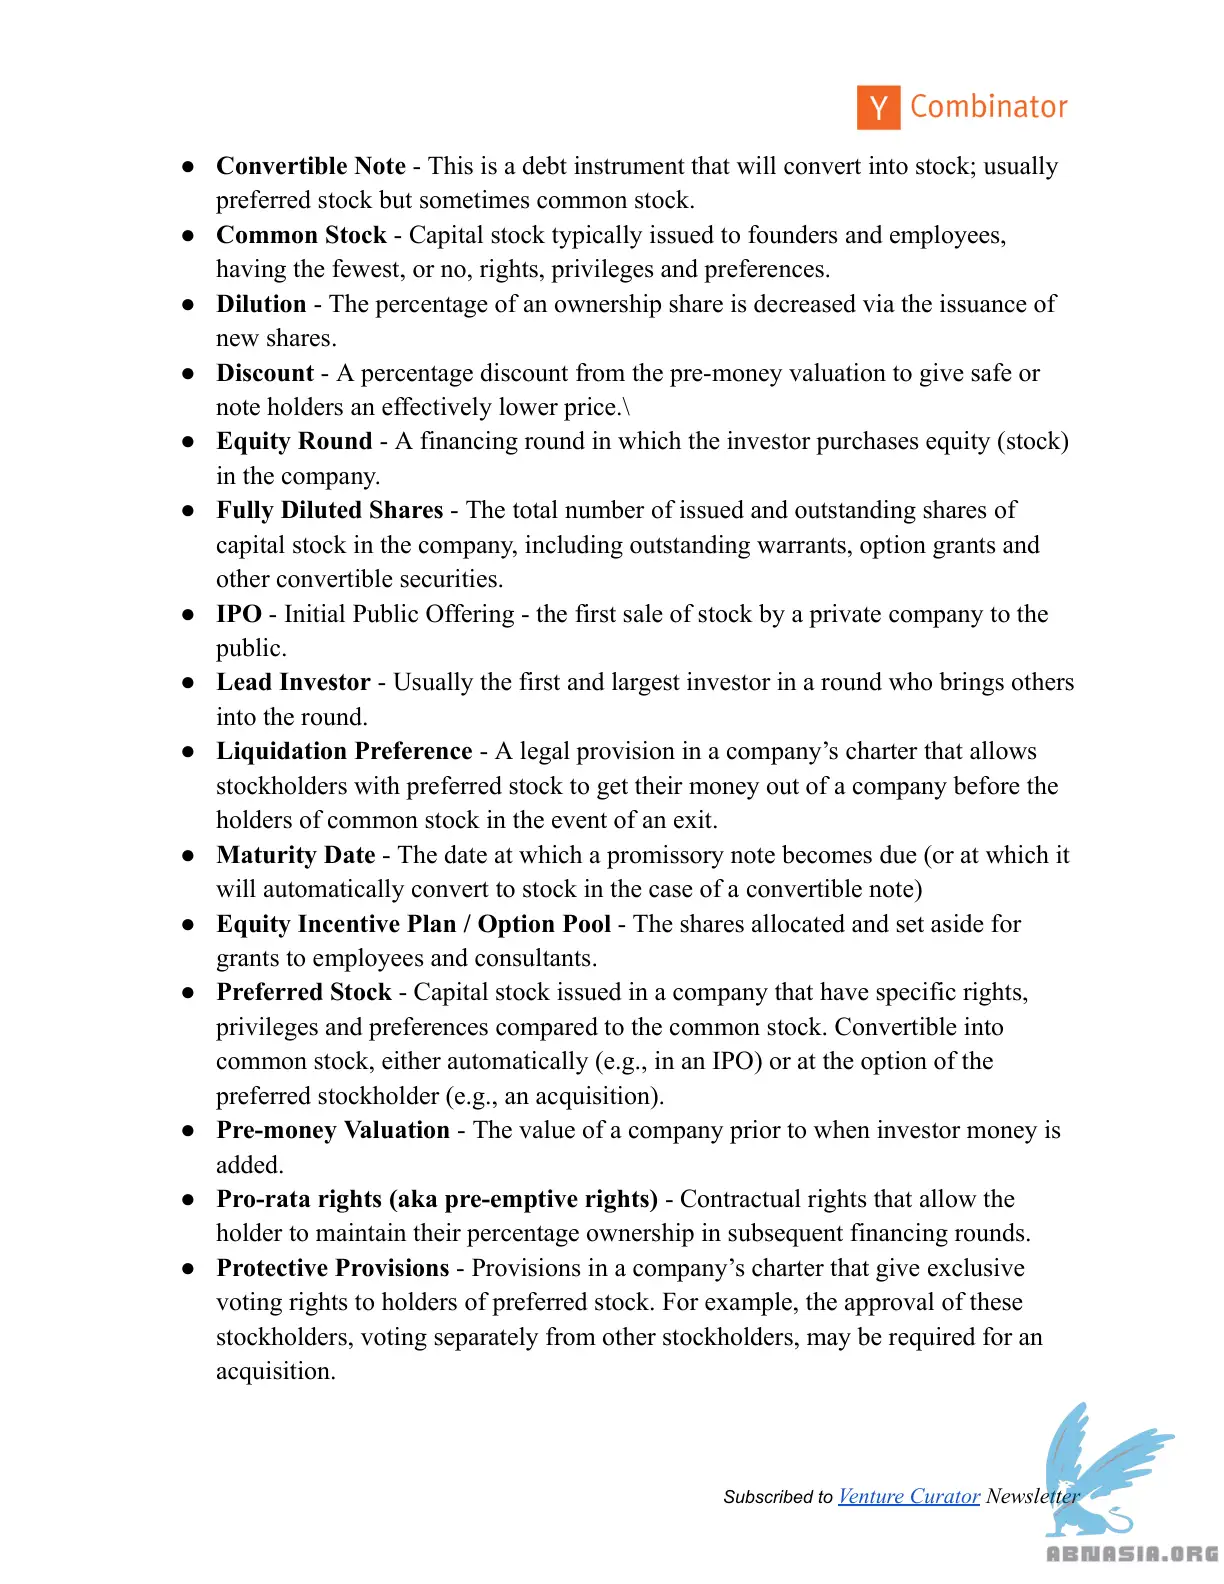 Y Combinator
● Convertible Note - This is a debt instrument that will convert into stock; usually
preferred stock but sometimes common stock.
● Common Stock - Capital stock typically issued to founders and employees,
having the fewest, or no, rights, privileges and preferences.
● Dilution - The percentage of an ownership share is decreased via the issuance of
new shares.
● Discount - A percentage discount from the pre-money valuation to give safe or
note holders an effectively lower price.\
● Equity Round - A financing round in which the investor purchases equity (stock)
in the company.
● Fully Diluted Shares - The total number of issued and outstanding shares of
capital stock in the company, including outstanding warrants, option grants and
other convertible securities.
● IPO - Initial Public Offering - the first sale of stock by a private company to the
public.
● Lead Investor - Usually the first and largest investor in a round who brings others
into the round.
● Liquidation Preference - A legal provision in a company’s charter that allows
stockholders with preferred stock to get their money out of a company before the
holders of common stock in the event of an exit.
● Maturity Date - The date at which a promissory note becomes due (or at which it
will automatically convert to stock in the case of a convertible note)
● Equity Incentive Plan / Option Pool - The shares allocated and set aside for
grants to employees and consultants.
● Preferred Stock - Capital stock issued in a company that have specific rights,
privileges and preferences compared to the common stock. Convertible into
common stock, either automatically (e.g., in an IPO) or at the option of the
preferred stockholder (e.g., an acquisition).
● Pre-money Valuation - The value of a company prior to when investor money is
added.
● Pro-rata rights (aka pre-emptive rights) - Contractual rights that allow the
holder to maintain their percentage ownership in subsequent financing rounds.
● Protective Provisions - Provisions in a company’s charter that give exclusive
voting rights to holders of preferred stock. For example, the approval of these
stockholders, voting separately from other stockholders, may be required for an
acquisition.
Subscribed to Venture Curator Newsletter
ABNASIA.ORG